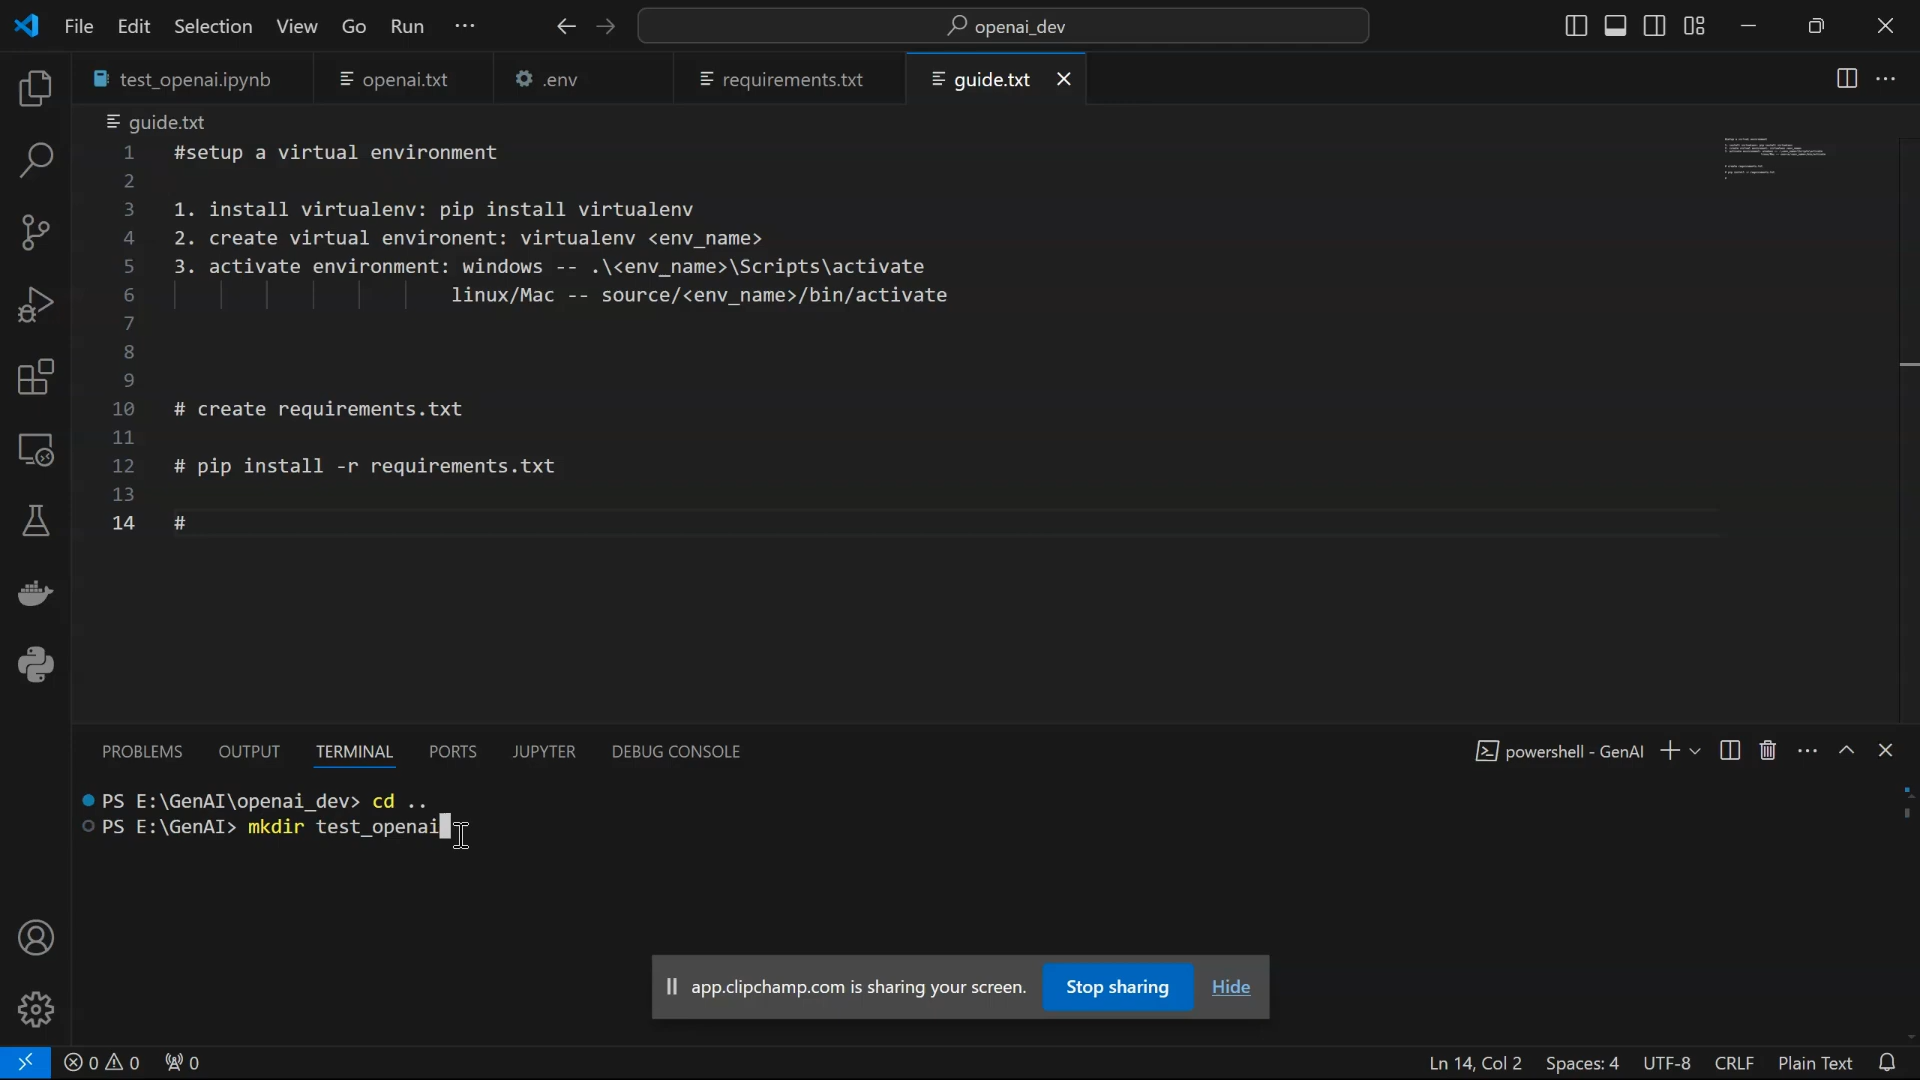 File Edit Selection View Go Run ··· openai_dev
test_openai.ipynb openai.txt .env requirements.txt guide.txt
guide.txt
1 #setup a virtual environment
2
3 1. install virtualenv: pip install virtualenv
4 2. create virtual environent: virtualenv <env_name>
5 3. activate environment: windows -- .\<env_name>\Scripts\activate
6 linux/Mac -- source/<env_name>/bin/activate
7
8
9
10 # create requirements.txt
11
12 # pip install -r requirements.txt
13
14 #
PROBLEMS OUTPUT TERMINAL PORTS JUPYTER DEBUG CONSOLE powershell - GenAI
PS E:\GenAI\openai_dev> cd ..
PS E:\GenAI> mkdir test_openai
app.clipchamp.com is sharing your screen. Stop sharing Hide
0 0 0 Ln 14, Col 2 Spaces: 4 UTF-8 CRLF Plain Text